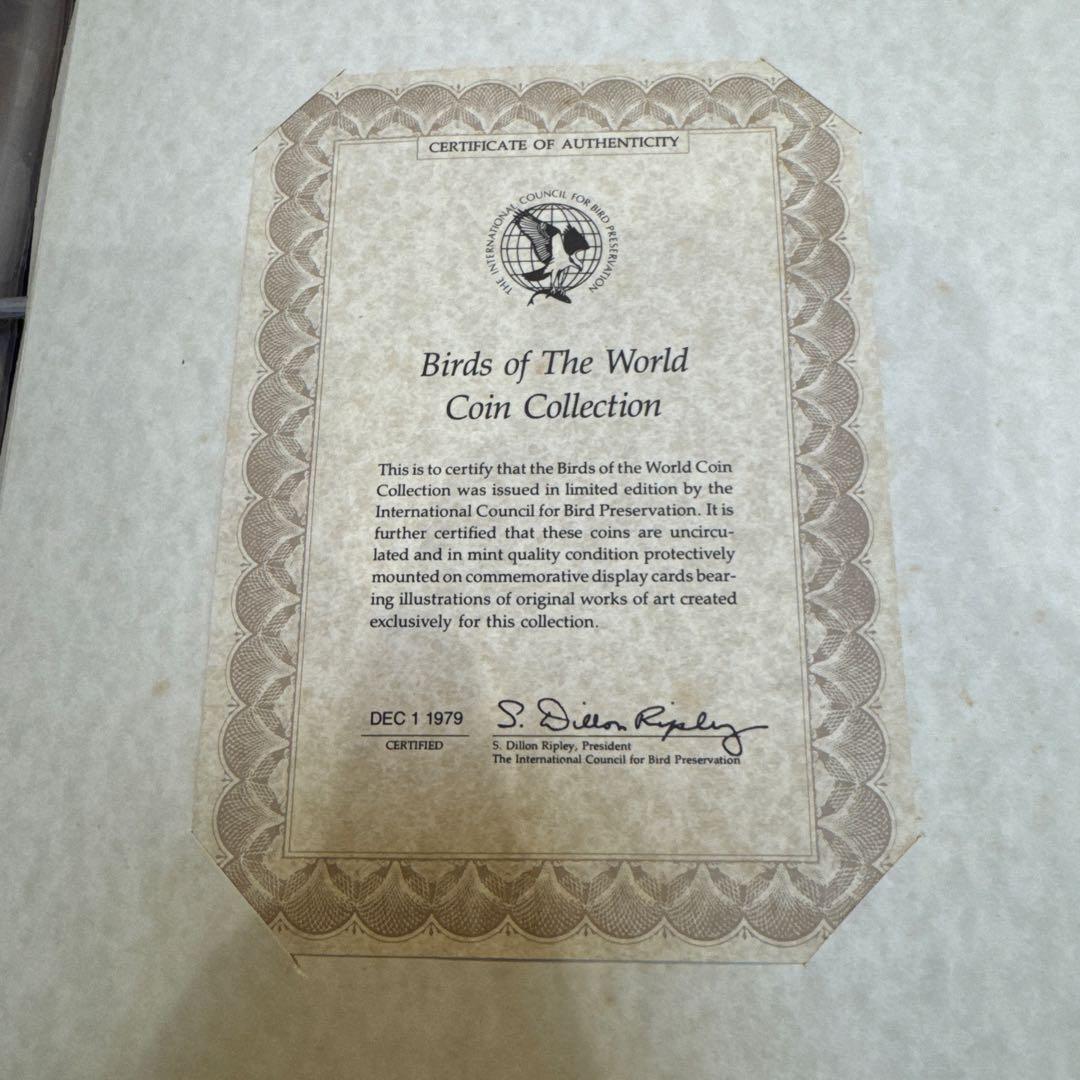 CERTIFICATE OF AUTHENTICITY
THE INTERNATIONAL COUNCIL FOR BIRD PRESERVATION
Birds of The World
Coin Collection
This is to certify that the Birds of the World Coin
Collection was issued in limited edition by the
International Council for Bird Preservation. It is
further certified that these coins are uncircu-
lated and in mint quality condition protectively
mounted on commemorative display cards bear-
ing illustrations of original works of art created
exclusively for this collection.
DEC 1 1979
CERTIFIED
S. Dillon Ripley
S. Dillon Ripley, President
The International Council for Bird Preservation